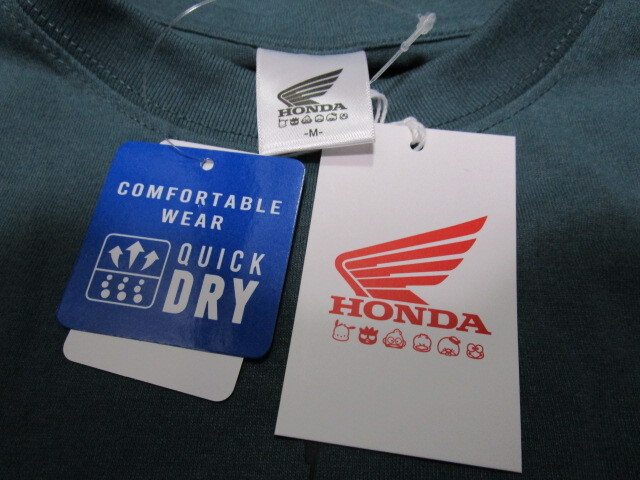 HONDA
-M-
COMFORTABLE
WEAR
QUICK
DRY
HONDA